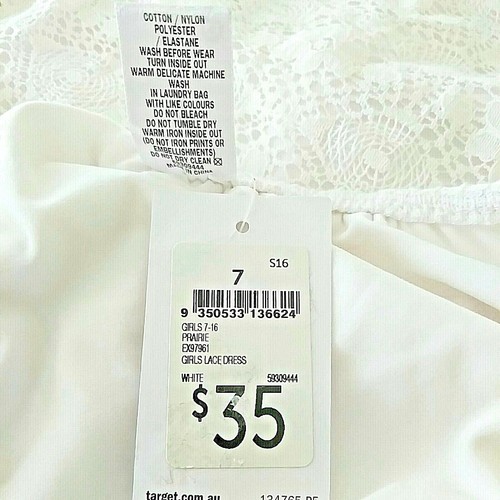 COTTON / NYLON
POLYESTER
/ ELASTANE
WASH BEFORE WEAR
TURN INSIDE OUT
WARM DELICATE MACHINE
WASH
IN LAUNDRY BAG
WITH LIKE COLOURS
DO NOT BLEACH
DO NOT TUMBLE DRY
WARM IRON INSIDE OUT
(DO NOT IRON PRINTS OR
EMBELLISHMENTS)
DO NOT DRY CLEAN
IN CHINA
S16
7
9 350533 136624
GIRLS 7-16
PRAIRIE
EX97961
GIRLS LACE DRESS
WHITE 59309444
$35
target.com.au